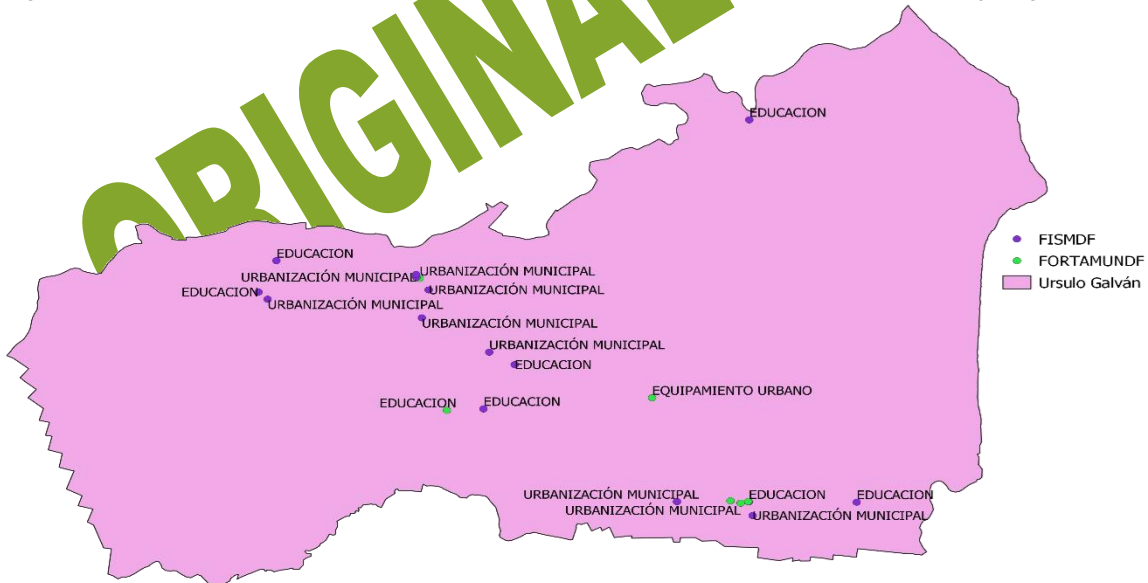 ORIGINAL
EDUCACION
EDUCACION
URBANIZACIÓN MUNICIPAL
URBANIZACIÓN MUNICIPAL
EDUCACION
URBANIZACIÓN MUNICIPAL
URBANIZACIÓN MUNICIPAL
URBANIZACIÓN MUNICIPAL
URBANIZACIÓN MUNICIPAL
EDUCACION
EDUCACION
EDUCACION
EQUIPAMIENTO URBANO
URBANIZACIÓN MUNICIPAL
EDUCACION
EDUCACION
URBANIZACIÓN MUNICIPAL
URBANIZACIÓN MUNICIPAL
FISMDF
FORTAMUNDF
Ursulo Galván